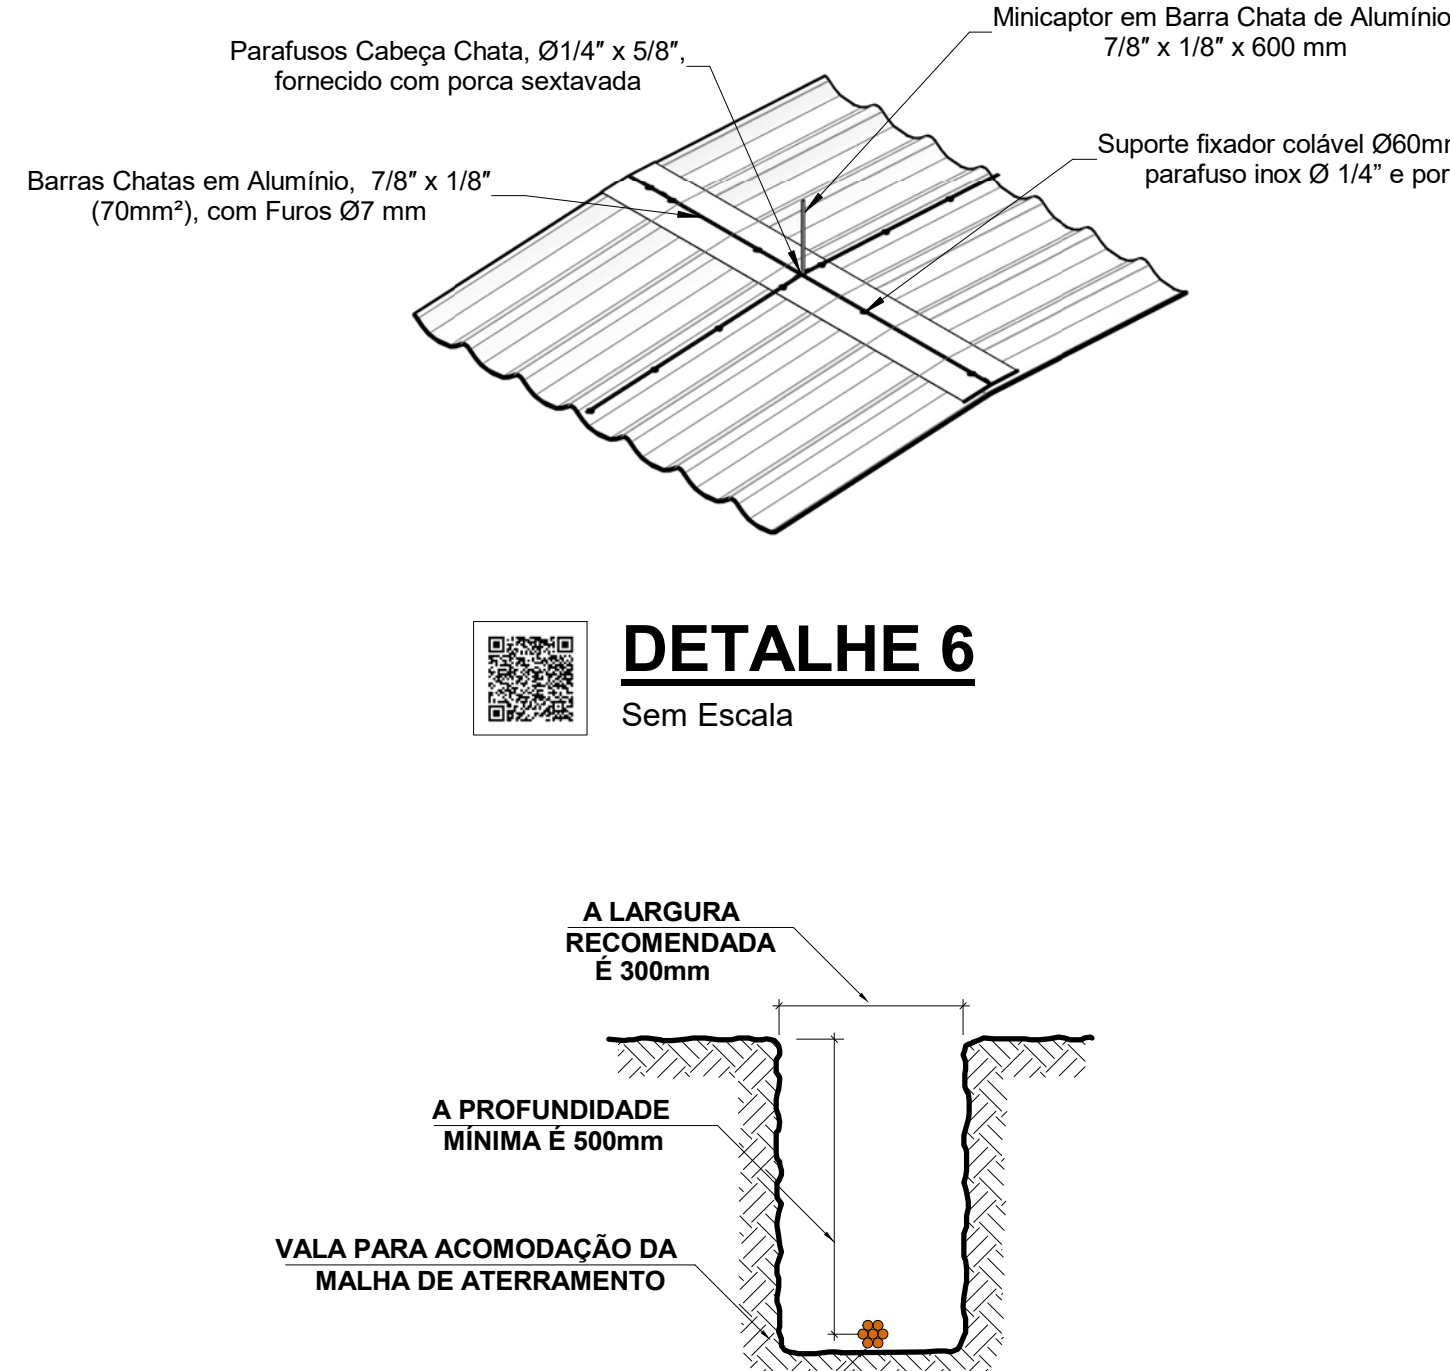 Minicaptor em Barra Chata de Alumínio
7/8" x 1/8" x 600 mm
Parafusos Cabeça Chata, Ø1/4" x 5/8",
fornecido com porca sextavada
Suporte fixador colável Ø60m
parafuso inox Ø 1/4” e por
Barras Chatas em Alumínio, 7/8" x 1/8"
(70mm²), com Furos Ø7 mm
DETALHE 6
Sem Escala
A LARGURA
RECOMENDADA
É 300mm
A PROFUNDIDADE
MÍNIMA É 500mm
VALA PARA ACOMODAÇÃO DA
MALHA DE ATERRAMENTO